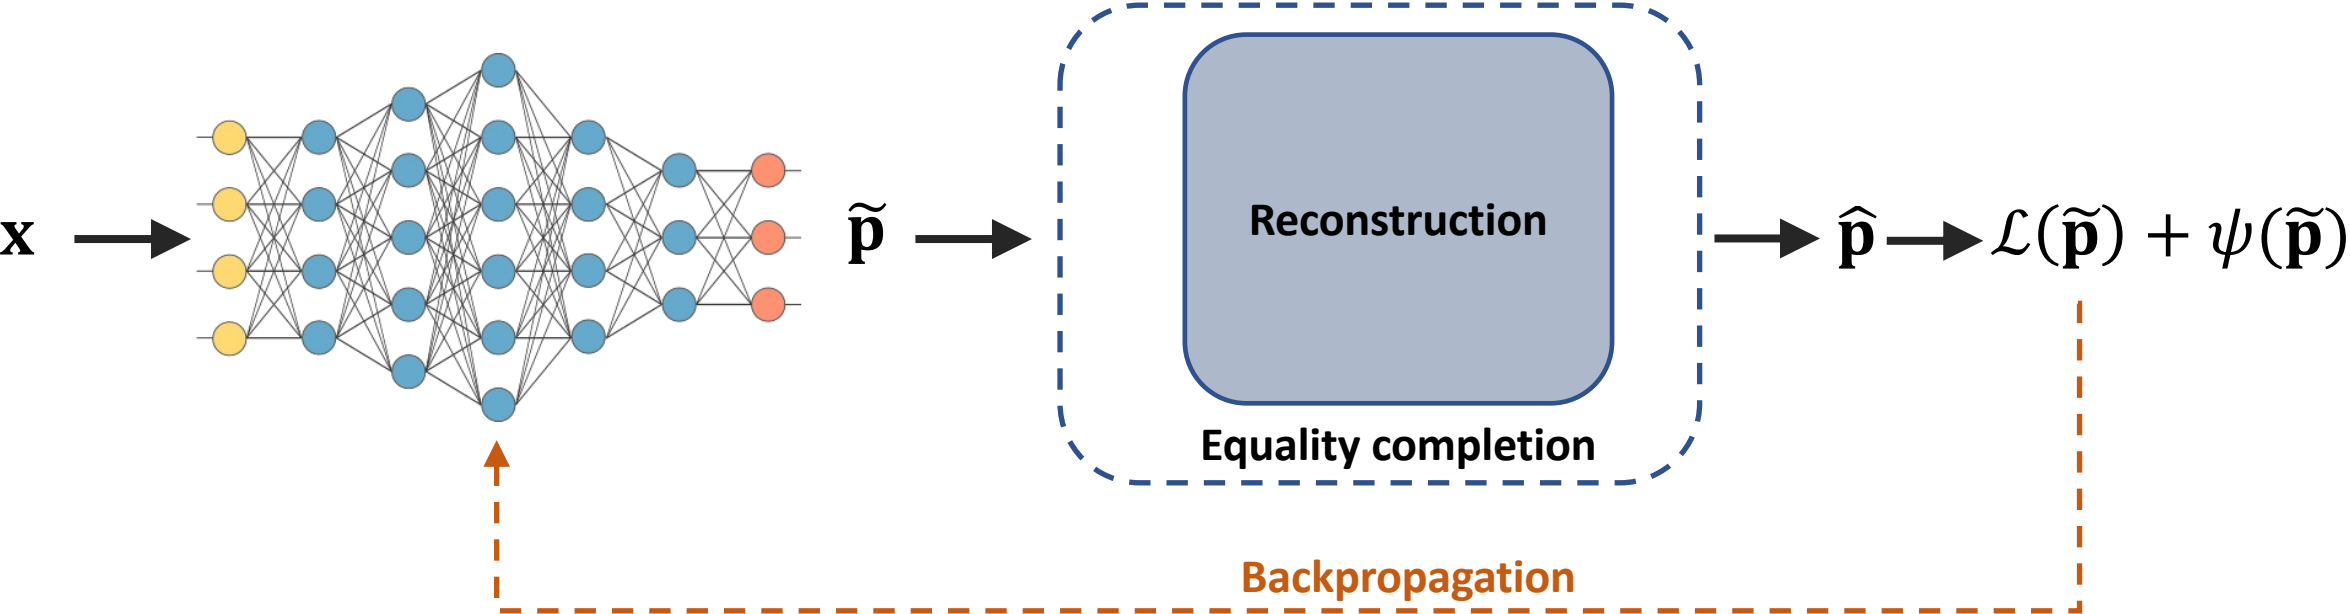 x
p̃
Reconstruction
Equality completion
p̂
ℒ(p̃) + ψ(p̃)
Backpropagation